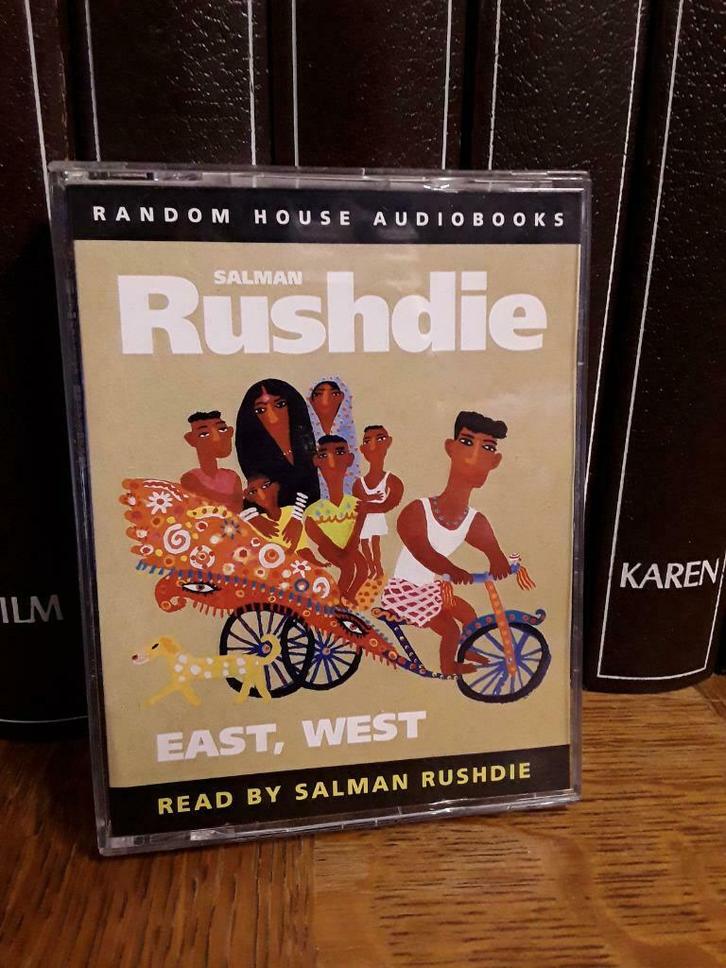 RANDOM HOUSE AUDIOBOOKS
SALMAN
Rushdie
EAST, WEST
READ BY SALMAN RUSHDIE
ILM
KAREN